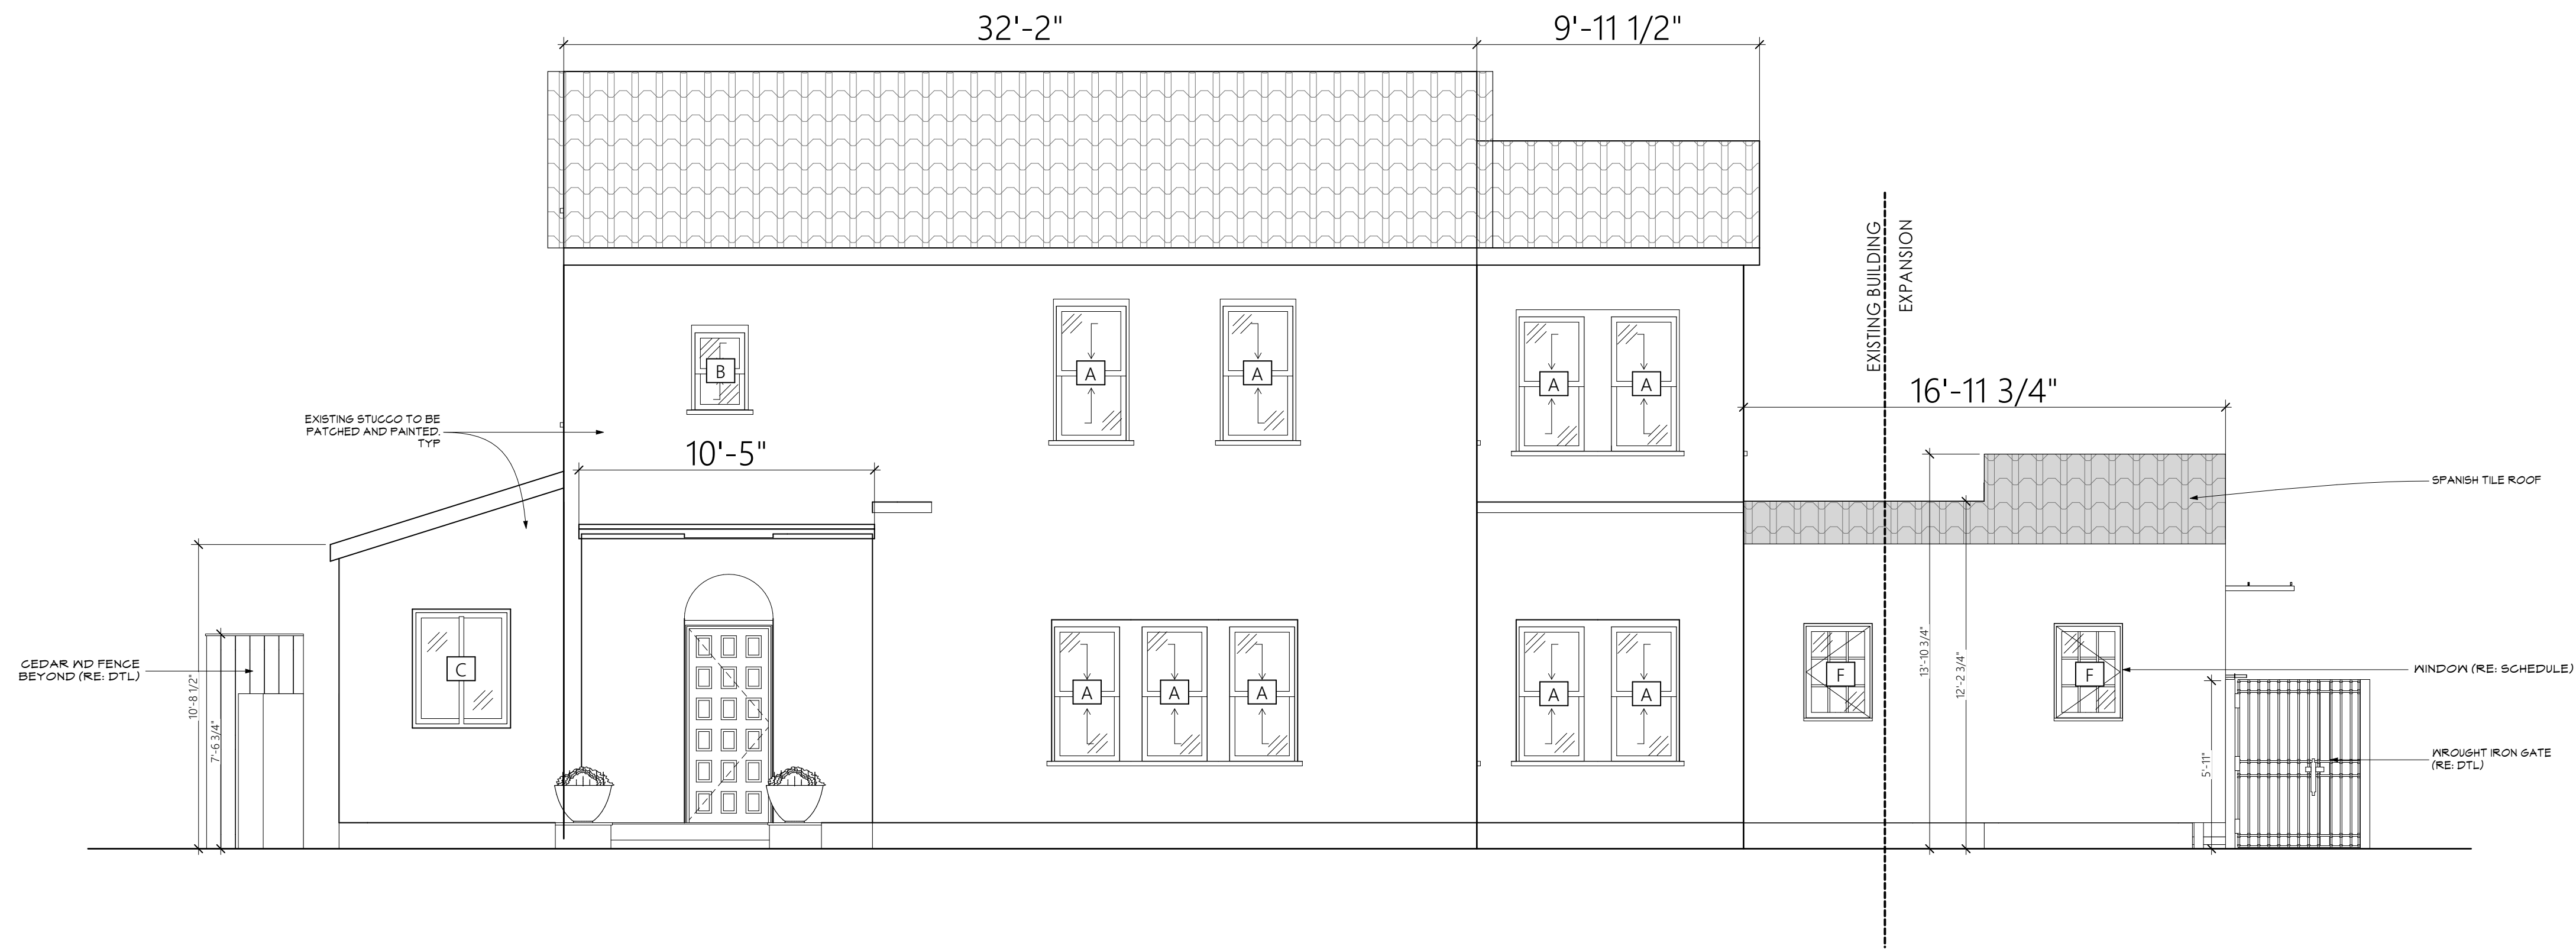 32'-2"
9'-11 1/2"
EXISTING BUILDING
EXPANSION
16'-11 3/4"
B
A
A
A
A
EXISTING STUCCO TO BE
PATCHED AND PAINTED,
TYP
10'-5"
SPANISH TILE ROOF
CEDAR WD FENCE
BEYOND (RE: DTL)
10'-8 1/2"
7'-6 3/4"
C
A
A
A
A
A
F
13'-10 3/4"
12'-2 3/4"
F
WINDOW (RE: SCHEDULE)
5'-11"
WROUGHT IRON GATE
(RE: DTL)